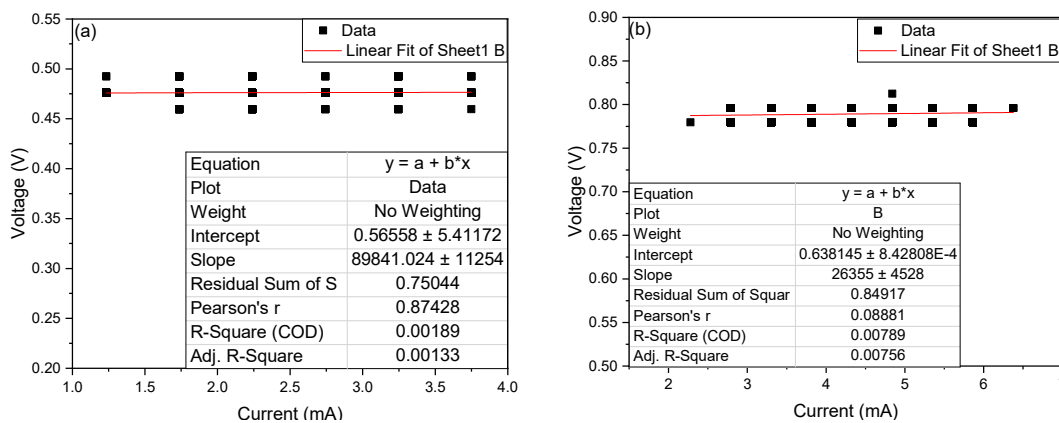 (a)
Data
Linear Fit of Sheet1 B
0.55
0.50
0.45
0.40
0.35
0.30
0.25
0.20
Voltage (V)
Equation y = a + b*x
Plot Data
Weight No Weighting
Intercept 0.56558 ± 5.41172
Slope 89841.024 ± 11254
Residual Sum of S 0.75044
Pearson's r 0.87428
R-Square (COD) 0.00189
Adj. R-Square 0.00133
1.0 1.5 2.0 2.5 3.0 3.5 4.0
Current (mA)
(b)
Data
Linear Fit of Sheet1 B
0.90
0.85
0.80
0.75
0.70
0.65
0.60
0.55
0.50
Voltage (V)
Equation y = a + b*x
Plot B
Weight No Weighting
Intercept 0.638145 ± 8.42808E-4
Slope 26355 ± 4528
Residual Sum of Squar 0.84917
Pearson's r 0.08881
R-Square (COD) 0.00789
Adj. R-Square 0.00756
2 3 4 5 6
Current (mA)